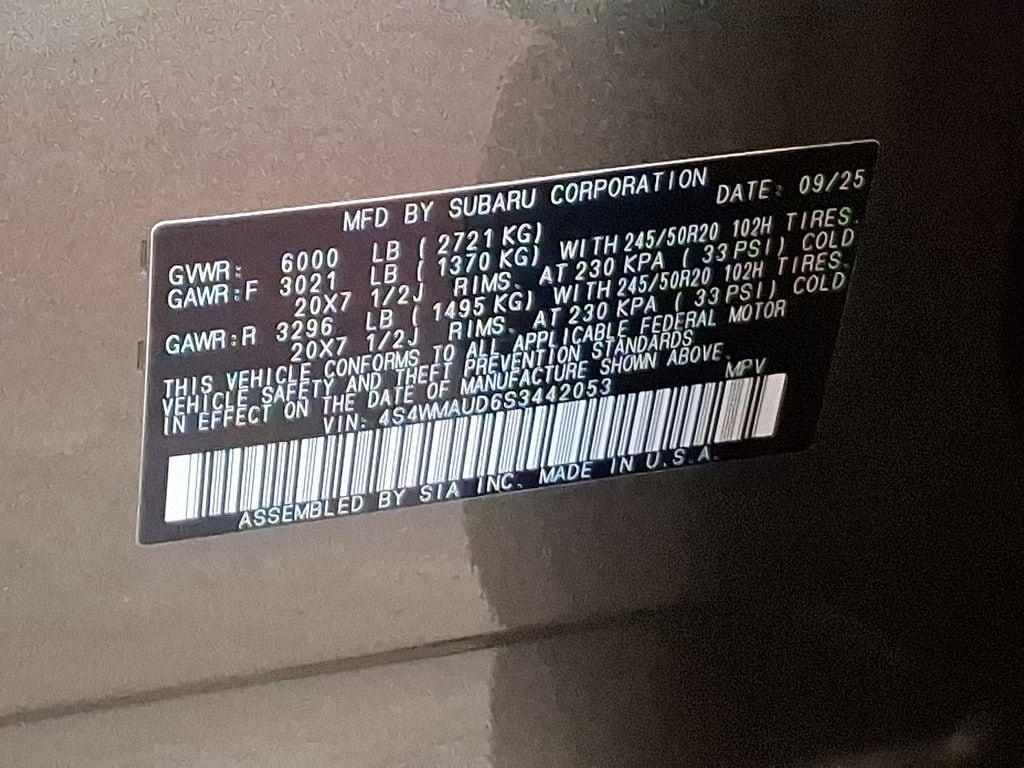 MFD BY SUBARU CORPORATION DATE: 09/25
GVWR: 6000 LB ( 2721 KG)
GAWR:F 3021 LB ( 1370 KG) WITH 245/50R20 102H TIRES.
20X7 1/2J RIMS. AT 230 KPA ( 33 PSI) COLD
GAWR:R 3296 LB ( 1495 KG) WITH 245/50R20 102H TIRES.
20X7 1/2J RIMS. AT 230 KPA ( 33 PSI) COLD
THIS VEHICLE CONFORMS TO ALL APPLICABLE FEDERAL MOTOR
VEHICLE SAFETY AND THEFT PREVENTION STANDARDS
IN EFFECT ON THE DATE OF MANUFACTURE SHOWN ABOVE.
VIN: 4S4WMAUD6S3442053 MPV
ASSEMBLED BY SIA INC. MADE IN U.S.A.